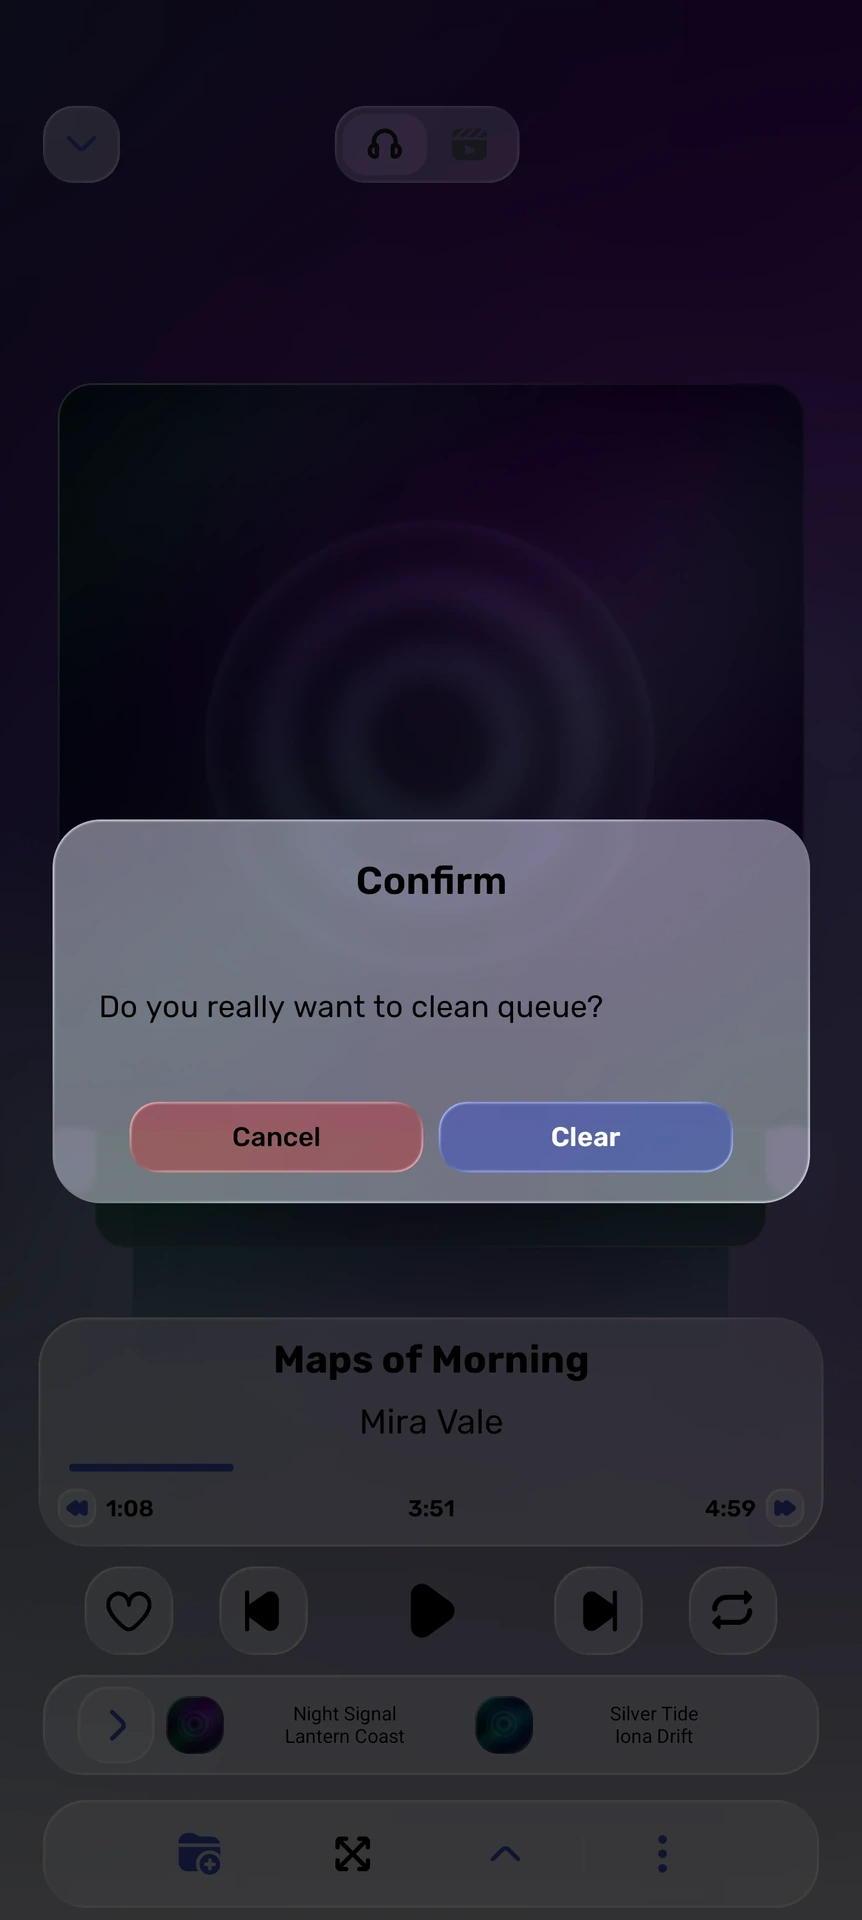 Confirm
Do you really want to clean queue?
Cancel
Clear
Maps of Morning
Mira Vale
1:08
3:51
4:59
Night Signal
Lantern Coast
Silver Tide
Iona Drift